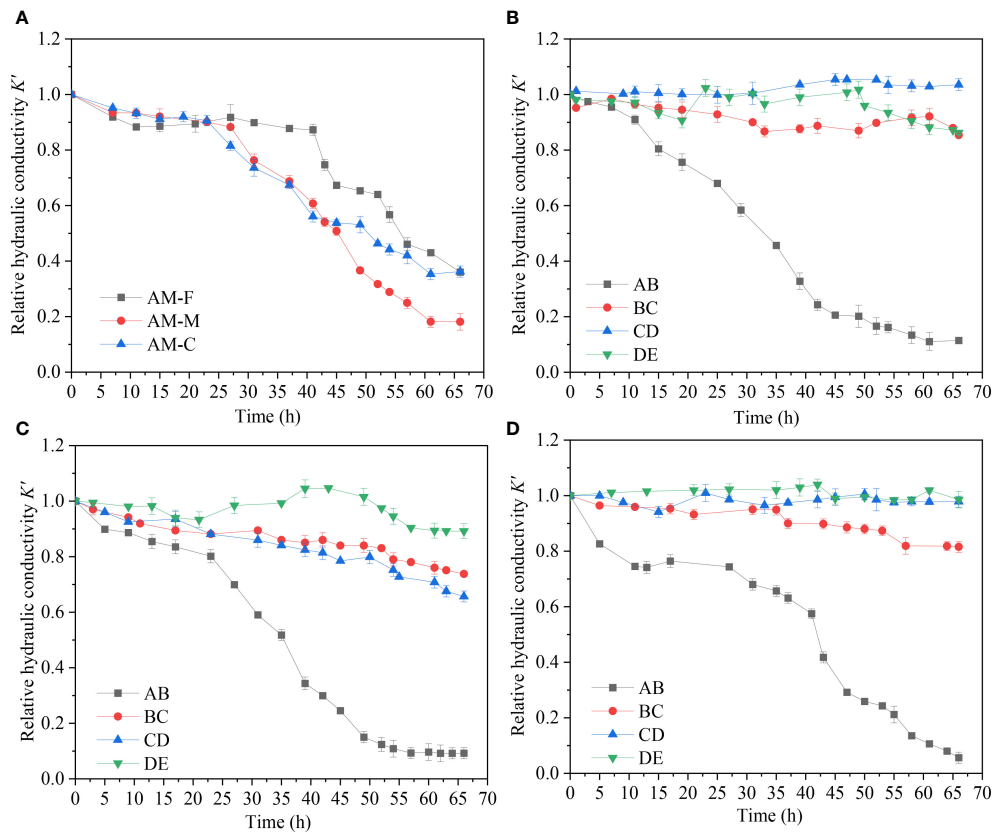 A
Relative hydraulic conductivity K'
1.2
1.0
0.8
0.6
0.4
0.2
0.0
AM-F
AM-M
AM-C
0 5 10 15 20 25 30 35 40 45 50 55 60 65 70
Time (h)
B
Relative hydraulic conductivity K'
1.2
1.0
0.8
0.6
0.4
0.2
0.0
AB
BC
CD
DE
0 5 10 15 20 25 30 35 40 45 50 55 60 65 70
Time (h)
C
Relative hydraulic conductivity K'
1.2
1.0
0.8
0.6
0.4
0.2
0.0
AB
BC
CD
DE
0 5 10 15 20 25 30 35 40 45 50 55 60 65 70
Time (h)
D
Relative hydraulic conductivity K'
1.2
1.0
0.8
0.6
0.4
0.2
0.0
AB
BC
CD
DE
0 5 10 15 20 25 30 35 40 45 50 55 60 65 70
Time (h)